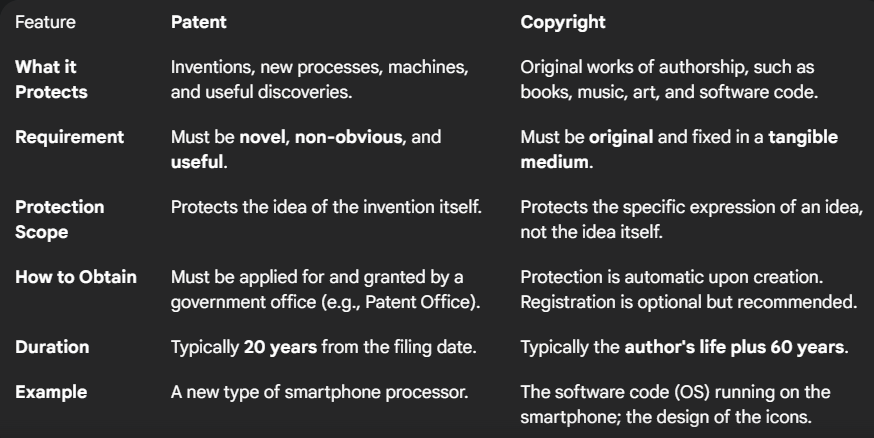 Feature Patent Copyright
What it Protects
Inventions, new processes, machines,
and useful discoveries.
Original works of authorship, such as
books, music, art, and software code.
Requirement
Must be novel, non-obvious, and
useful.
Must be original and fixed in a tangible
medium.
Protection
Scope
Protects the idea of the invention itself.
Protects the specific expression of an idea,
not the idea itself.
How to Obtain
Must be applied for and granted by a
government office (e.g., Patent Office).
Protection is automatic upon creation.
Registration is optional but recommended.
Duration
Typically 20 years from the filing date.
Typically the author's life plus 60 years.
Example
A new type of smartphone processor.
The software code (OS) running on the
smartphone; the design of the icons.